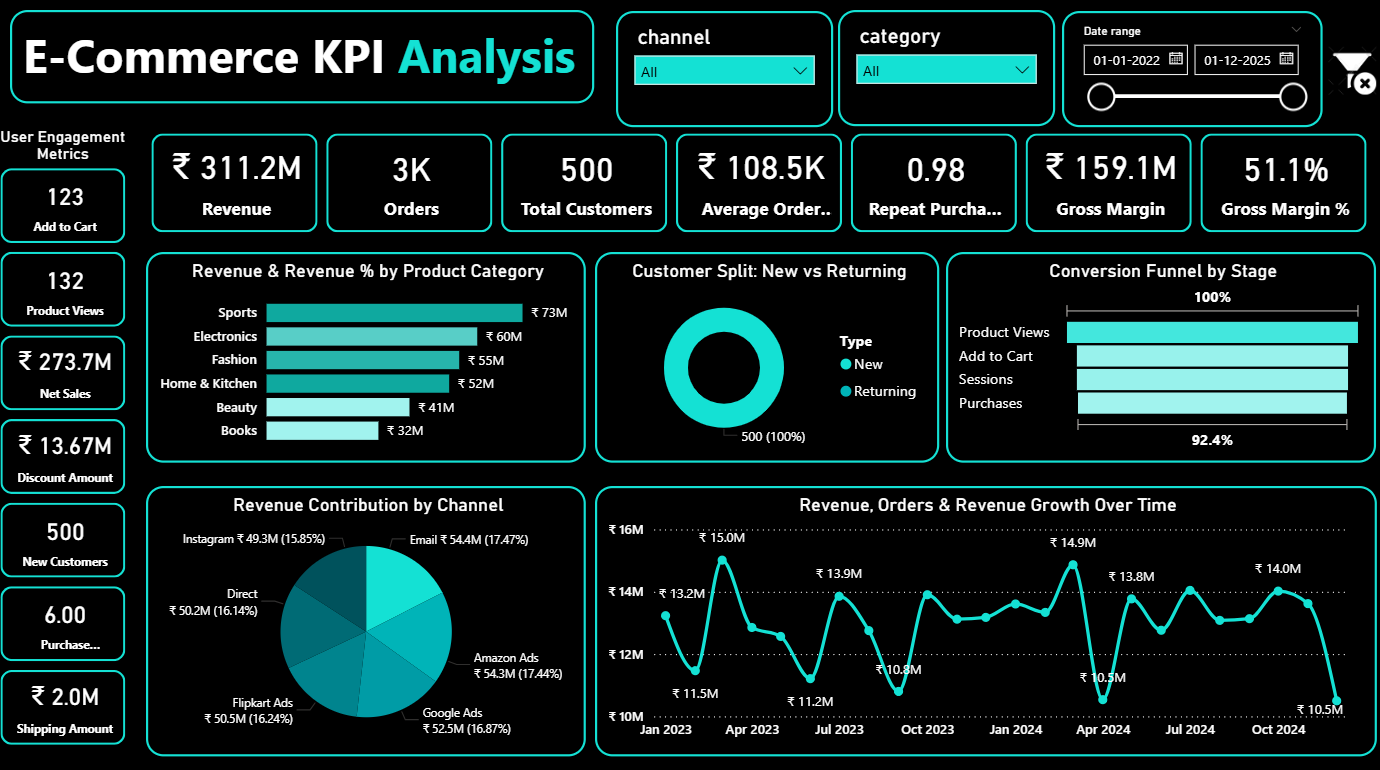 E-Commerce KPI Analysis
channel
All
category
All
Date range
01-01-2022
01-12-2025
User Engagement
Metrics
123
Add to Cart
132
Product Views
₹ 273.7M
Net Sales
₹ 13.67M
Discount Amount
500
New Customers
6.00
Purchase...
₹ 2.0M
Shipping Amount
₹ 311.2M
Revenue
3K
Orders
500
Total Customers
₹ 108.5K
Average Order..
0.98
Repeat Purcha...
₹ 159.1M
Gross Margin
51.1%
Gross Margin %
Revenue & Revenue % by Product Category
Sports ₹ 73M
Electronics ₹ 60M
Fashion ₹ 55M
Home & Kitchen ₹ 52M
Beauty ₹ 41M
Books ₹ 32M
Customer Split: New vs Returning
Type
New
Returning
500 (100%)
Conversion Funnel by Stage
100%
Product Views
Add to Cart
Sessions
Purchases
92.4%
Revenue Contribution by Channel
Instagram ₹ 49.3M (15.85%)
Email ₹ 54.4M (17.47%)
Direct
₹ 50.2M (16.14%)
Amazon Ads
₹ 54.3M (17.44%)
Flipkart Ads
₹ 50.5M (16.24%)
Google Ads
₹ 52.5M (16.87%)
Revenue, Orders & Revenue Growth Over Time
₹ 16M
₹ 14M
₹ 12M
₹ 10M
₹ 13.2M
₹ 11.5M
₹ 15.0M
₹ 11.2M
₹ 13.9M
₹ 10.8M
₹ 14.9M
₹ 10.5M
₹ 13.8M
₹ 14.0M
₹ 10.5M
Jan 2023
Apr 2023
Jul 2023
Oct 2023
Jan 2024
Apr 2024
Jul 2024
Oct 2024